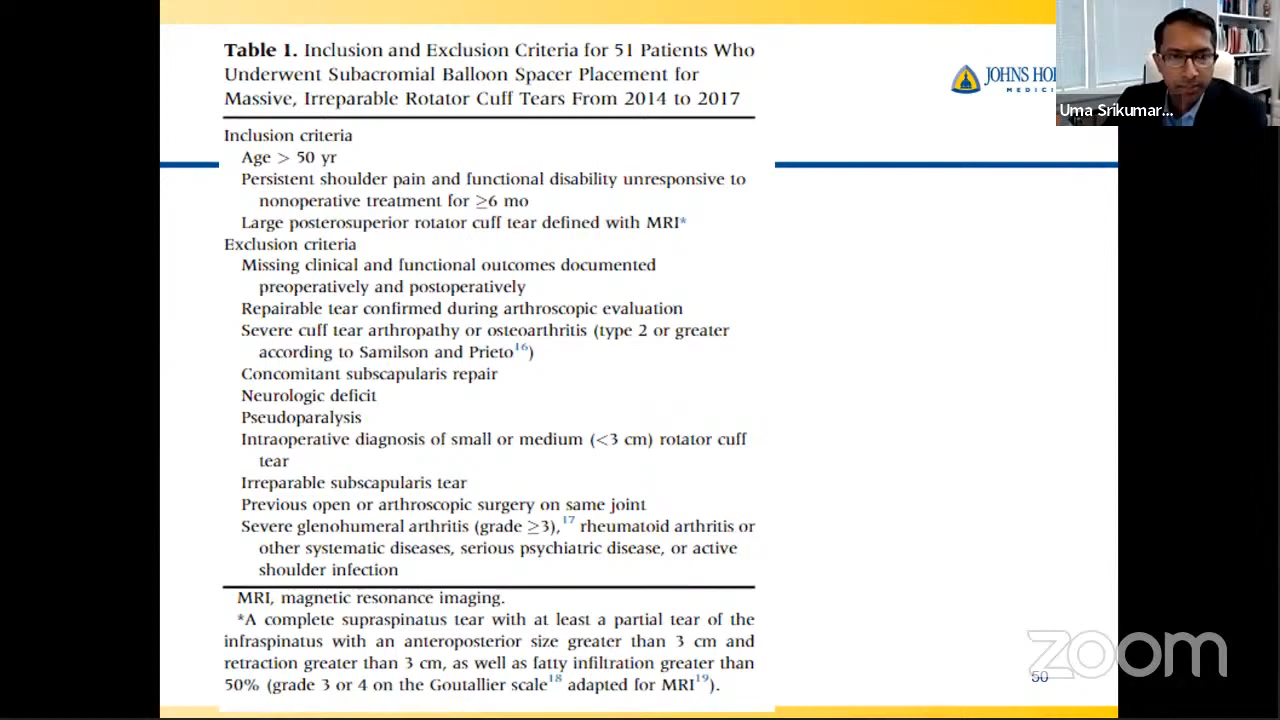 Table 1. Inclusion and Exclusion Criteria for 51 Patients Who
Underwent Subacromial Balloon Spacer Placement for
Massive, Irreparable Rotator Cuff Tears From 2014 to 2017
Inclusion criteria
Age > 50 yr
Persistent shoulder pain and functional disability unresponsive to
nonoperative treatment for ≥6 mo
Large posterosuperior rotator cuff tear defined with MRI*
Exclusion criteria
Missing clinical and functional outcomes documented
preoperatively and postoperatively
Repairable tear confirmed during arthroscopic evaluation
Severe cuff tear arthropathy or osteoarthritis (type 2 or greater
according to Samilson and Prieto16)
Concomitant subscapularis repair
Neurologic deficit
Pseudoparalysis
Intraoperative diagnosis of small or medium (<3 cm) rotator cuff
tear
Irreparable subscapularis tear
Previous open or arthroscopic surgery on same joint
Severe glenohumeral arthritis (grade ≥3),17 rheumatoid arthritis or
other systematic diseases, serious psychiatric disease, or active
shoulder infection
MRI, magnetic resonance imaging.
*A complete supraspinatus tear with at least a partial tear of the
infraspinatus with an anteroposterior size greater than 3 cm and
retraction greater than 3 cm, as well as fatty infiltration greater than
50% (grade 3 or 4 on the Goutallier scale18 adapted for MRI19).
JOHNS HO
MEDICI
Uma Srikumar...
zoom
50